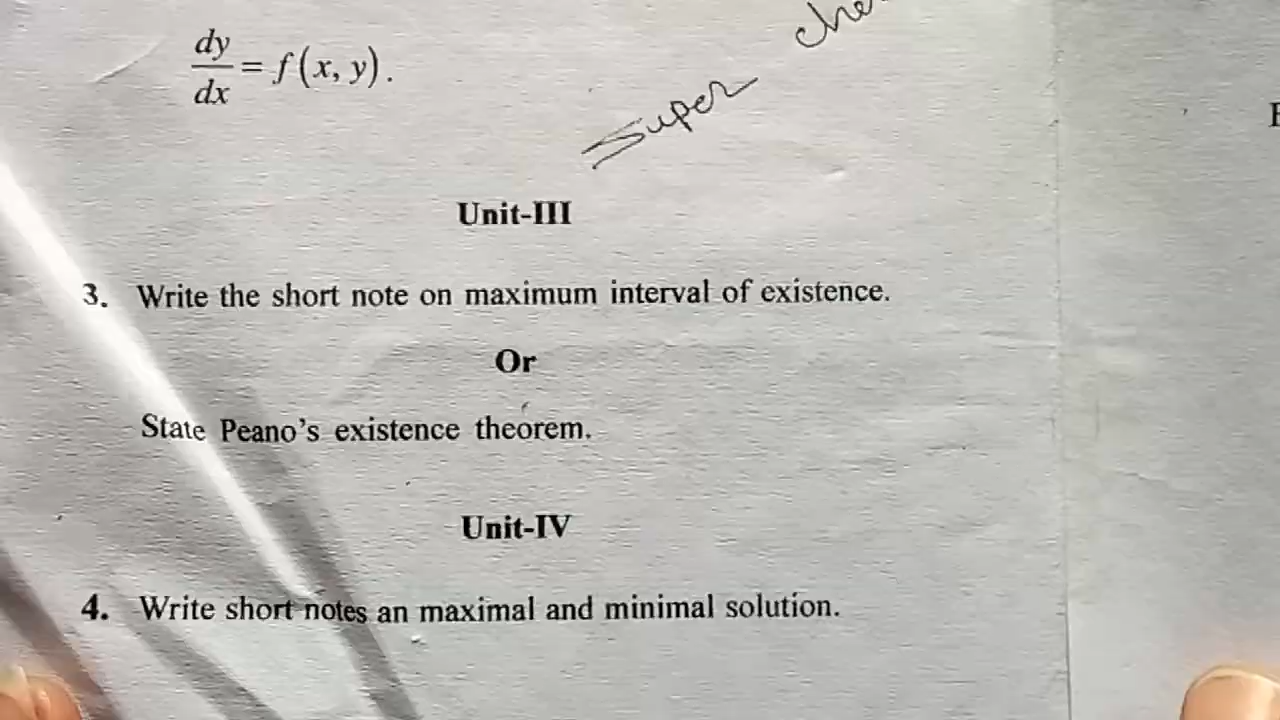 dy/dx = f(x, y).
Super
Unit-III
3. Write the short note on maximum interval of existence.
Or
State Peano's existence theorem.
Unit-IV
4. Write short notes an maximal and minimal solution.